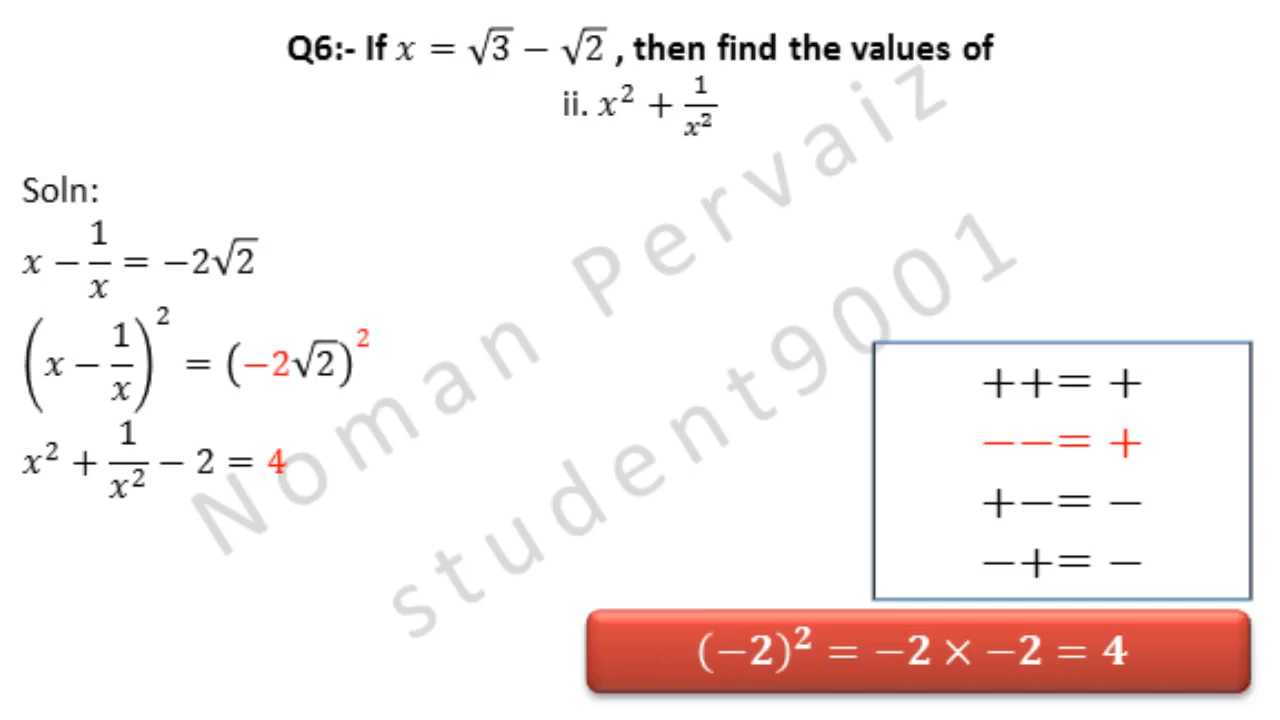 Q6:- If x = √3 − √2 , then find the values of
ii. x² + 1/x²
Soln:
x − 1/x = −2√2
(x − 1/x)² = (−2√2)²
x² + 1/x² − 2 = 4
++= +
−−= +
+−= −
−+= −
(−2)² = −2 × −2 = 4
Noman Pervaiz
student9001